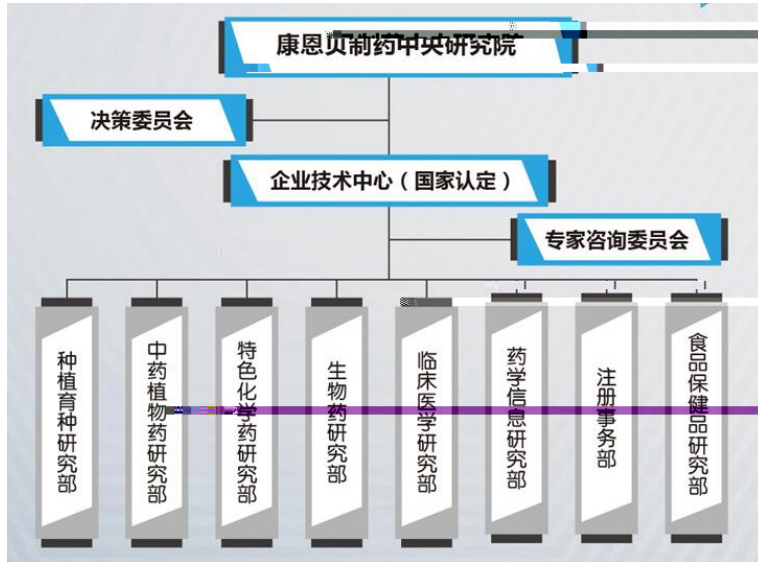 康恩贝制药中央研究院
决策委员会
企业技术中心（国家认定）
专家咨询委员会
种植育种研究部
中药植物药研究部
特色化学药研究部
生物药研究部
临床医学研究部
药学信息研究部
注册事务部
食品保健品研究部